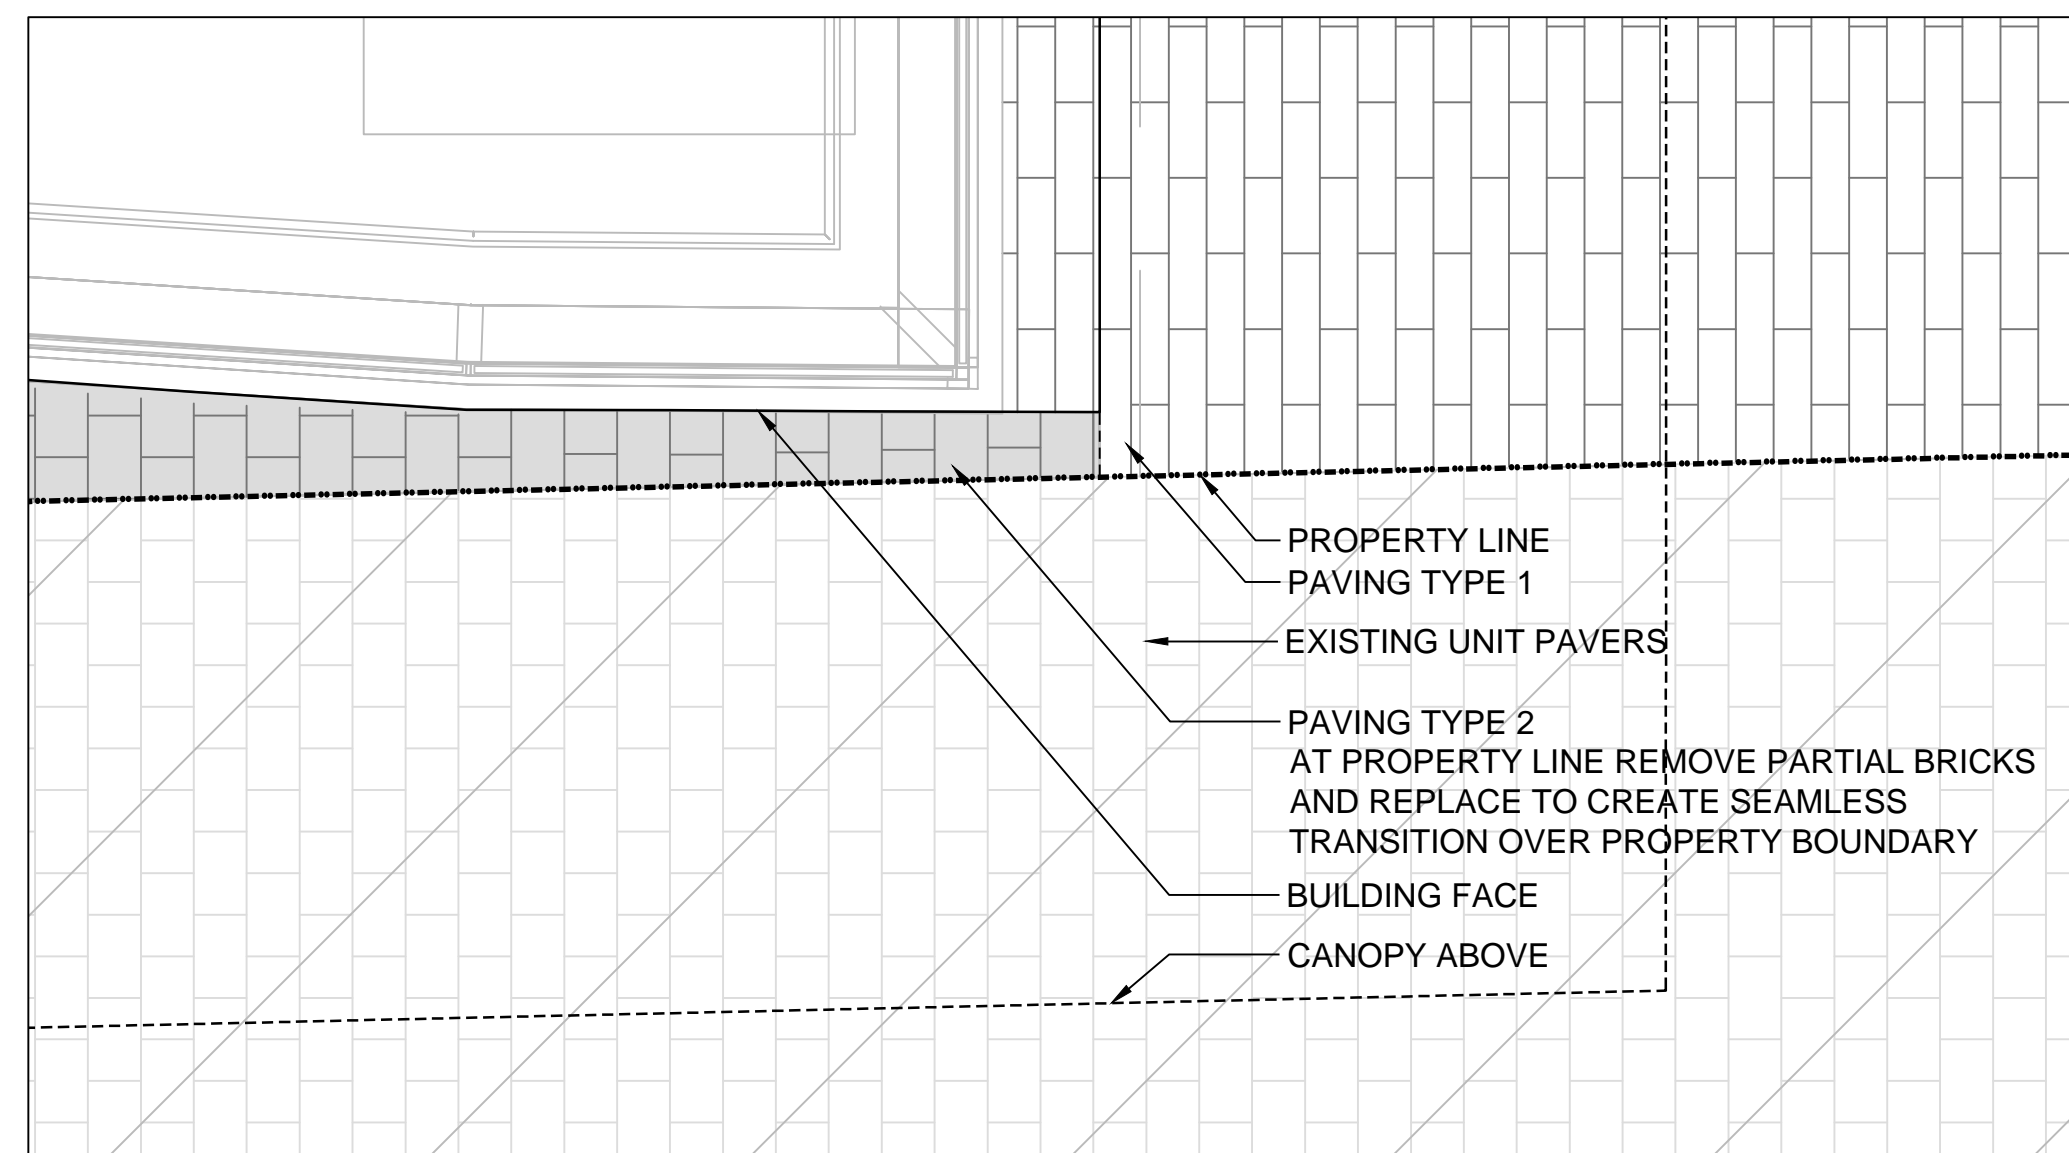 PROPERTY LINE
PAVING TYPE 1
EXISTING UNIT PAVERS
PAVING TYPE 2
AT PROPERTY LINE REMOVE PARTIAL BRICKS
AND REPLACE TO CREATE SEAMLESS
TRANSITION OVER PROPERTY BOUNDARY
BUILDING FACE
CANOPY ABOVE